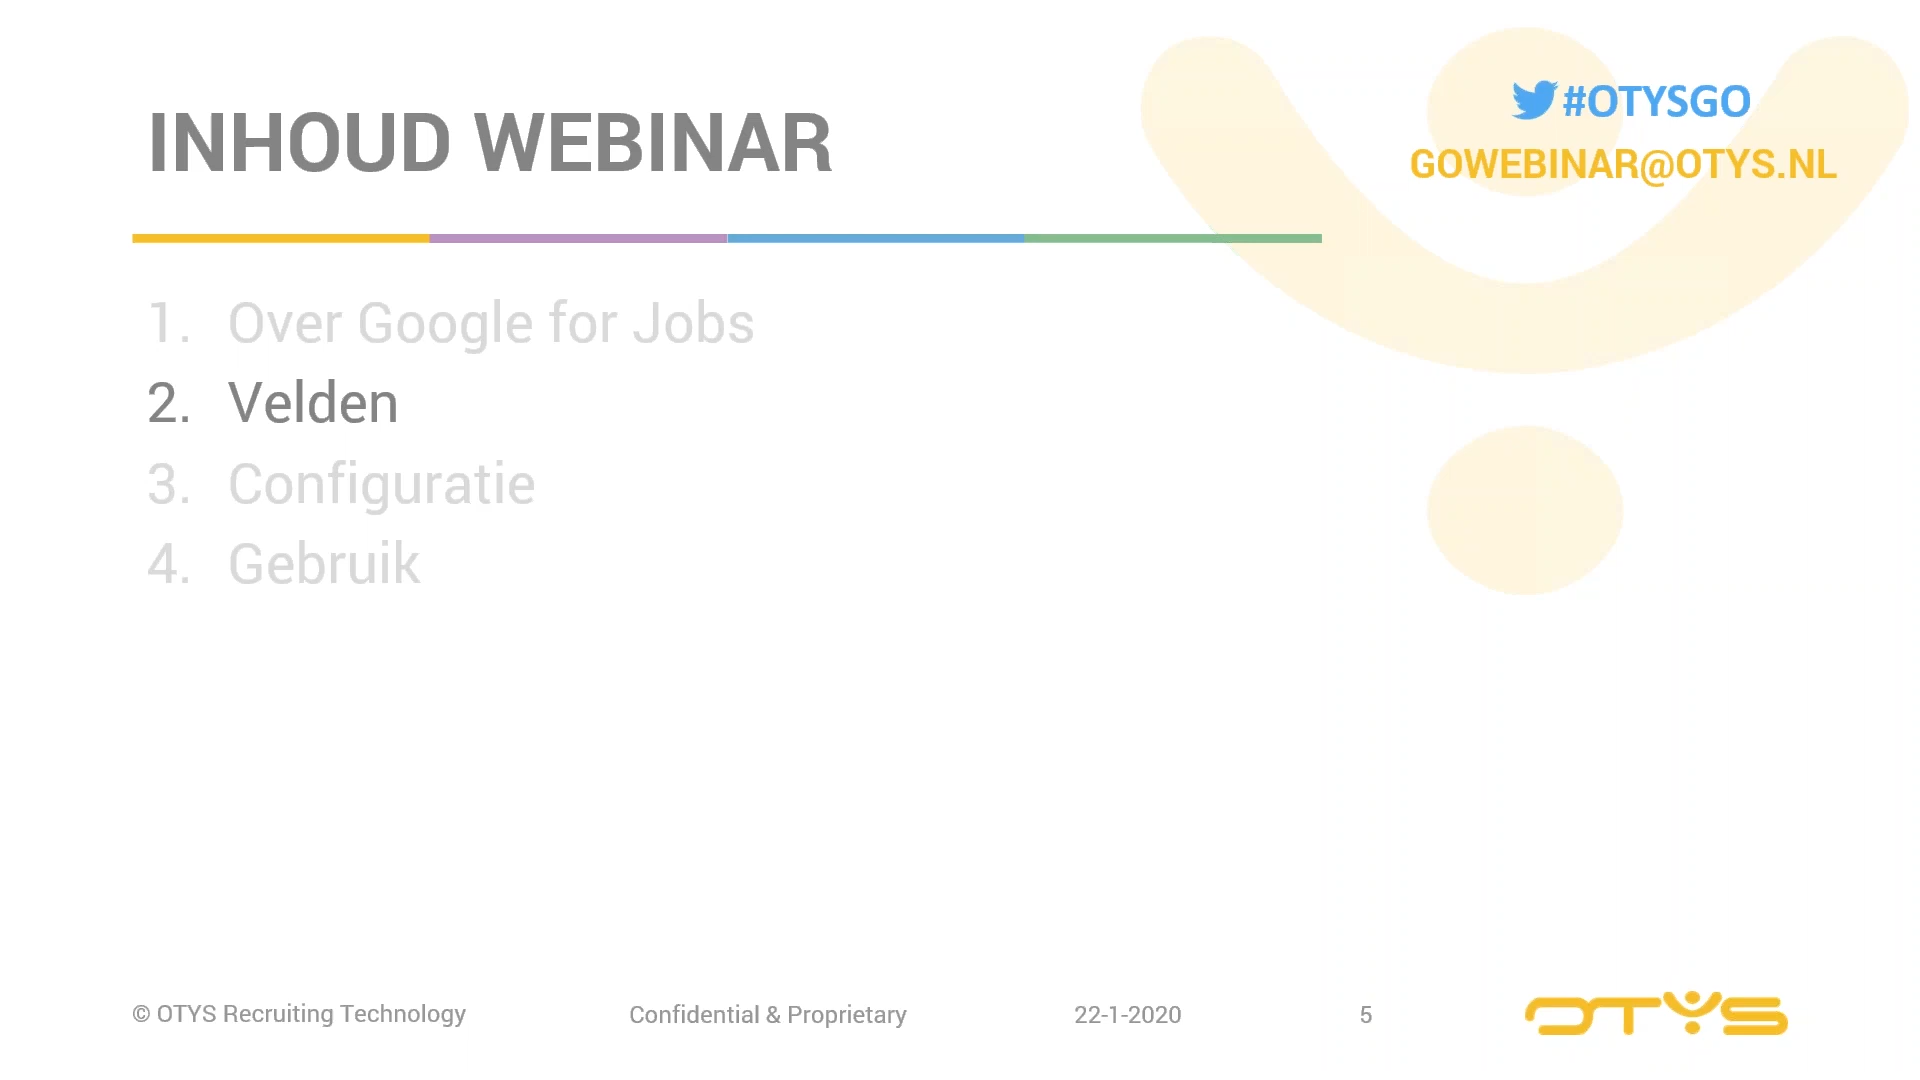 INHOUD WEBINAR
#OTYSGO
GOWEBINAR@OTYS.NL
1. Over Google for Jobs
2. Velden
3. Configuratie
4. Gebruik
© OTYS Recruiting Technology
Confidential & Proprietary
22-1-2020
5
OTYS